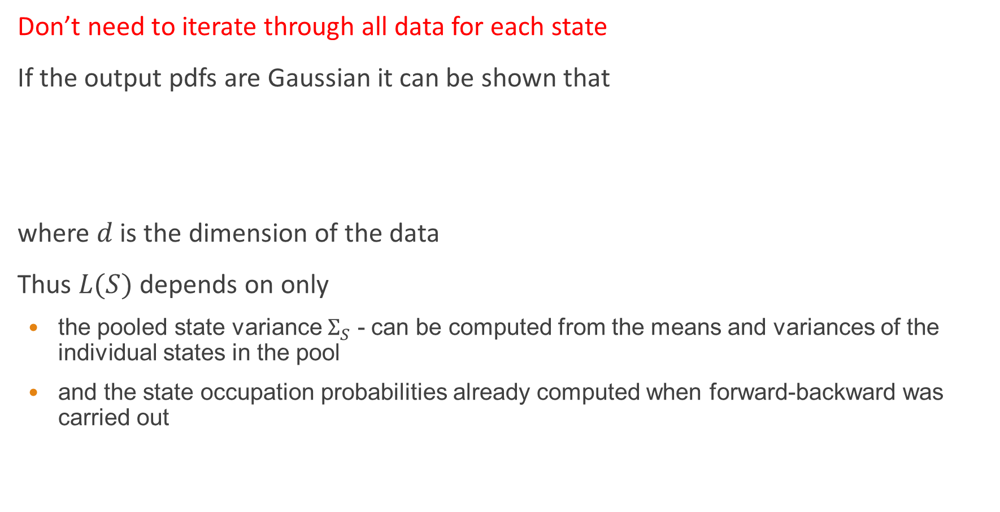 Don’t need to iterate through all data for each state
If the output pdfs are Gaussian it can be shown that
where 𝑑 is the dimension of the data
Thus 𝐿(𝑆) depends on only
• the pooled state variance Σ_𝑆 - can be computed from the means and variances of the
individual states in the pool
• and the state occupation probabilities already computed when forward-backward was
carried out